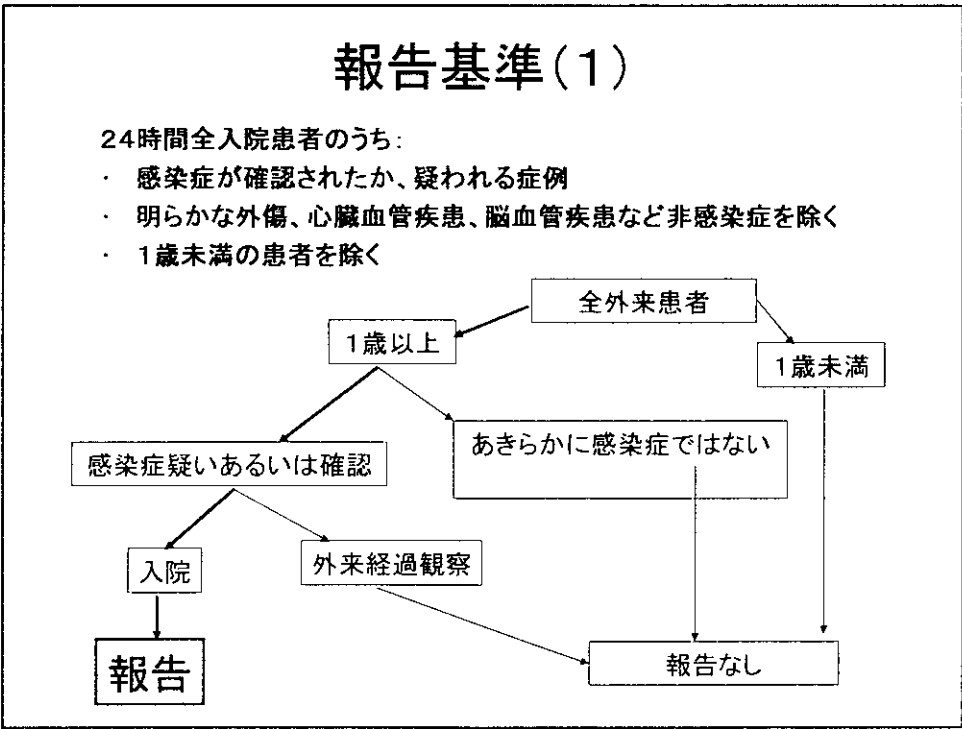 報告基準(1)
24時間全入院患者のうち:
・ 感染症が確認されたか、疑われる症例
・ 明らかな外傷、心臓血管疾患、脳血管疾患など非感染症を除く
・ 1歳未満の患者を除く
全外来患者
1歳以上
1歳未満
あきらかに感染症ではない
感染症疑いあるいは確認
入院
外来経過観察
報告
報告なし